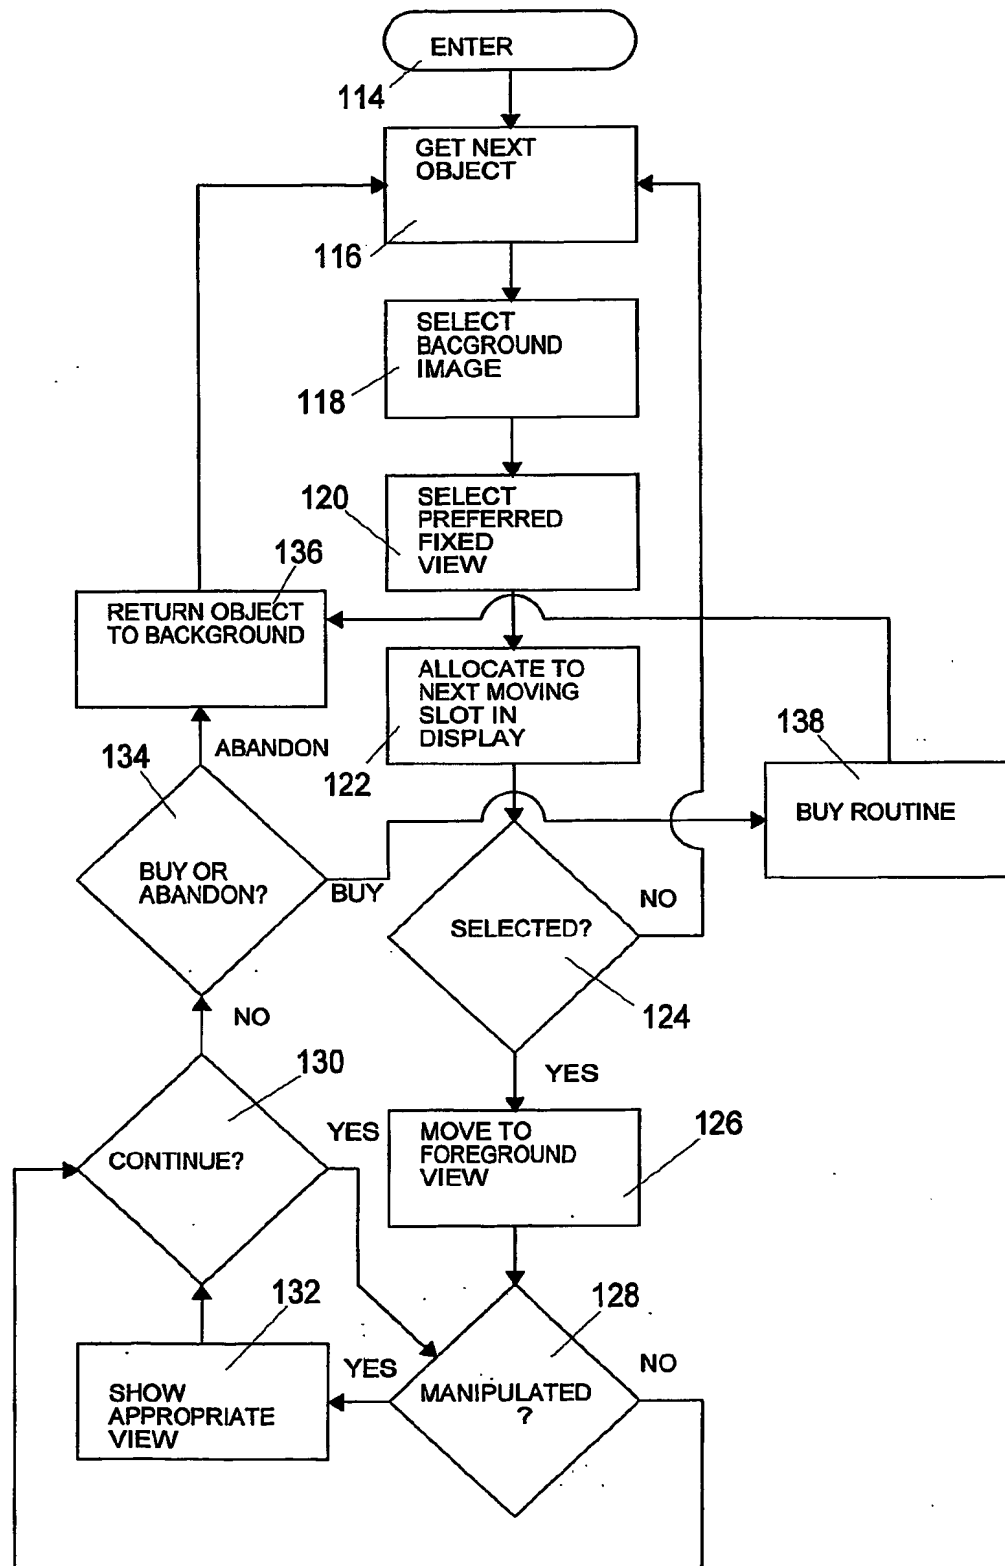 ENTER
114
GET NEXT
OBJECT
116
SELECT
BACGROUND
IMAGE
118
SELECT
PREFERRED
FIXED
VIEW
120
136
RETURN OBJECT
TO BACKGROUND
ALLOCATE TO
NEXT MOVING
SLOT IN
DISPLAY
122
138
BUY ROUTINE
134
ABANDON
BUY OR
ABANDON?
BUY
SELECTED?
NO
124
NO
YES
130
CONTINUE?
YES
MOVE TO
FOREGROUND
VIEW
126
132
SHOW
APPROPRIATE
VIEW
YES
128
MANIPULATED
?
NO